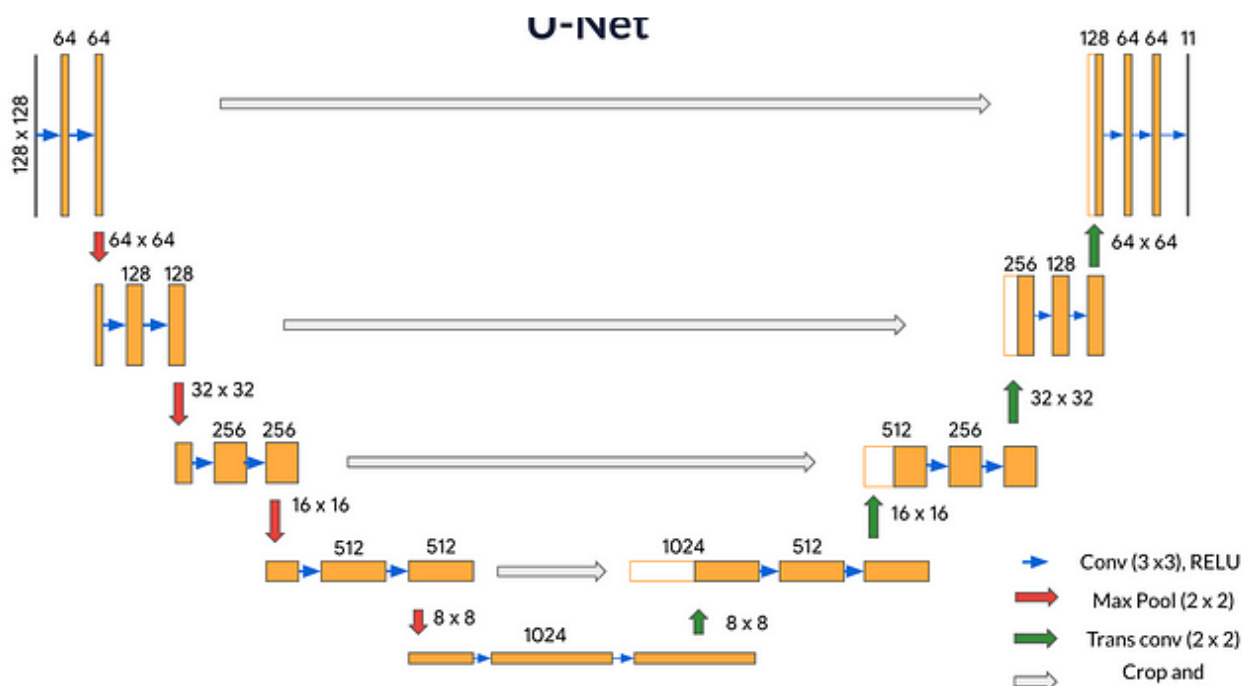 U-Net
64 64
128 64 64 11
128 x 128
64 x 64
64 x 64
128 128
256 128
32 x 32
32 x 32
256 256
512 256
16 x 16
16 x 16
512 512
1024 512
8 x 8
8 x 8
1024
Conv (3 x3), RELU
Max Pool (2 x 2)
Trans conv (2 x 2)
Crop and